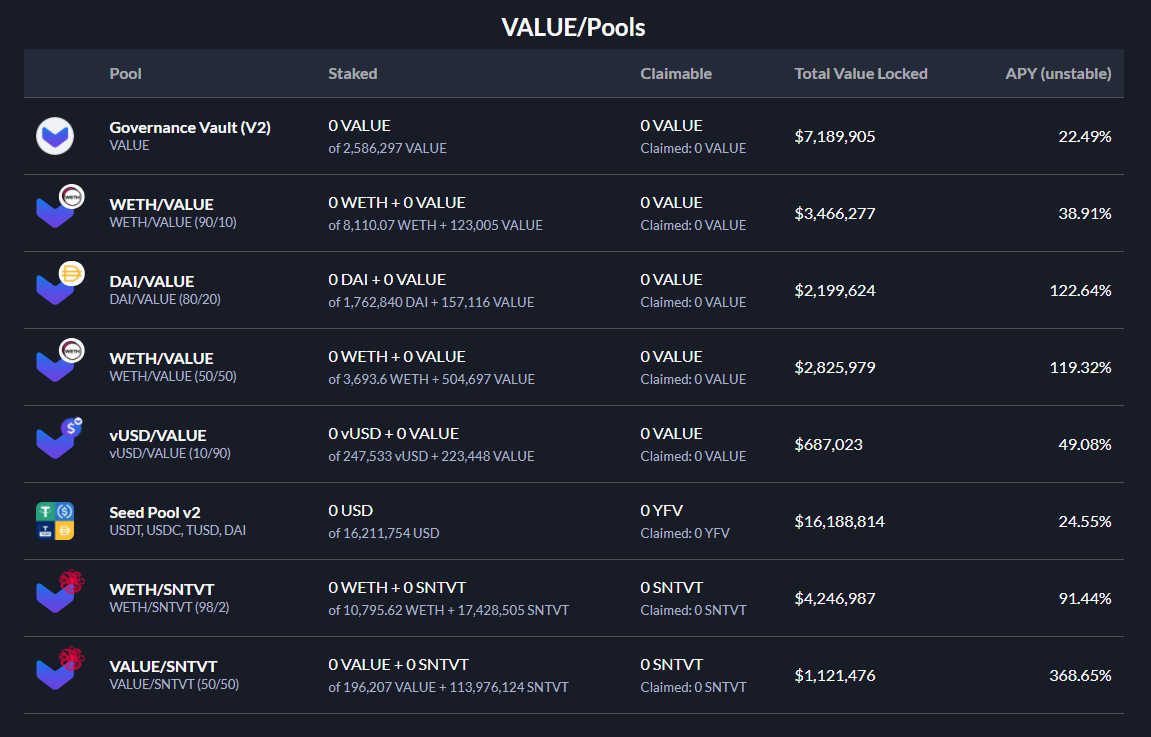 VALUE/Pools
Pool Staked Claimable Total Value Locked APY (unstable)
Governance Vault (V2) 0 VALUE 0 VALUE $7,189,905 22.49%
VALUE of 2,586,297 VALUE Claimed: 0 VALUE
WETH
WETH/VALUE 0 WETH + 0 VALUE 0 VALUE $3,466,277 38.91%
WETH/VALUE (90/10) of 8,110.07 WETH + 123,005 VALUE Claimed: 0 VALUE
DAI/VALUE 0 DAI + 0 VALUE 0 VALUE $2,199,624 122.64%
DAI/VALUE (80/20) of 1,762,840 DAI + 157,116 VALUE Claimed: 0 VALUE
WETH
WETH/VALUE 0 WETH + 0 VALUE 0 VALUE $2,825,979 119.32%
WETH/VALUE (50/50) of 3,693.6 WETH + 504,697 VALUE Claimed: 0 VALUE
vUSD/VALUE 0 vUSD + 0 VALUE 0 VALUE $687,023 49.08%
vUSD/VALUE (10/90) of 247,533 vUSD + 223,448 VALUE Claimed: 0 VALUE
Seed Pool v2 0 USD 0 YFV $16,188,814 24.55%
USDT, USDC, TUSD, DAI of 16,211,754 USD Claimed: 0 YFV
WETH/SNTVT 0 WETH + 0 SNTVT 0 SNTVT $4,246,987 91.44%
WETH/SNTVT (98/2) of 10,795.62 WETH + 17,428,505 SNTVT Claimed: 0 SNTVT
VALUE/SNTVT 0 VALUE + 0 SNTVT 0 SNTVT $1,121,476 368.65%
VALUE/SNTVT (50/50) of 196,207 VALUE + 113,976,124 SNTVT Claimed: 0 SNTVT